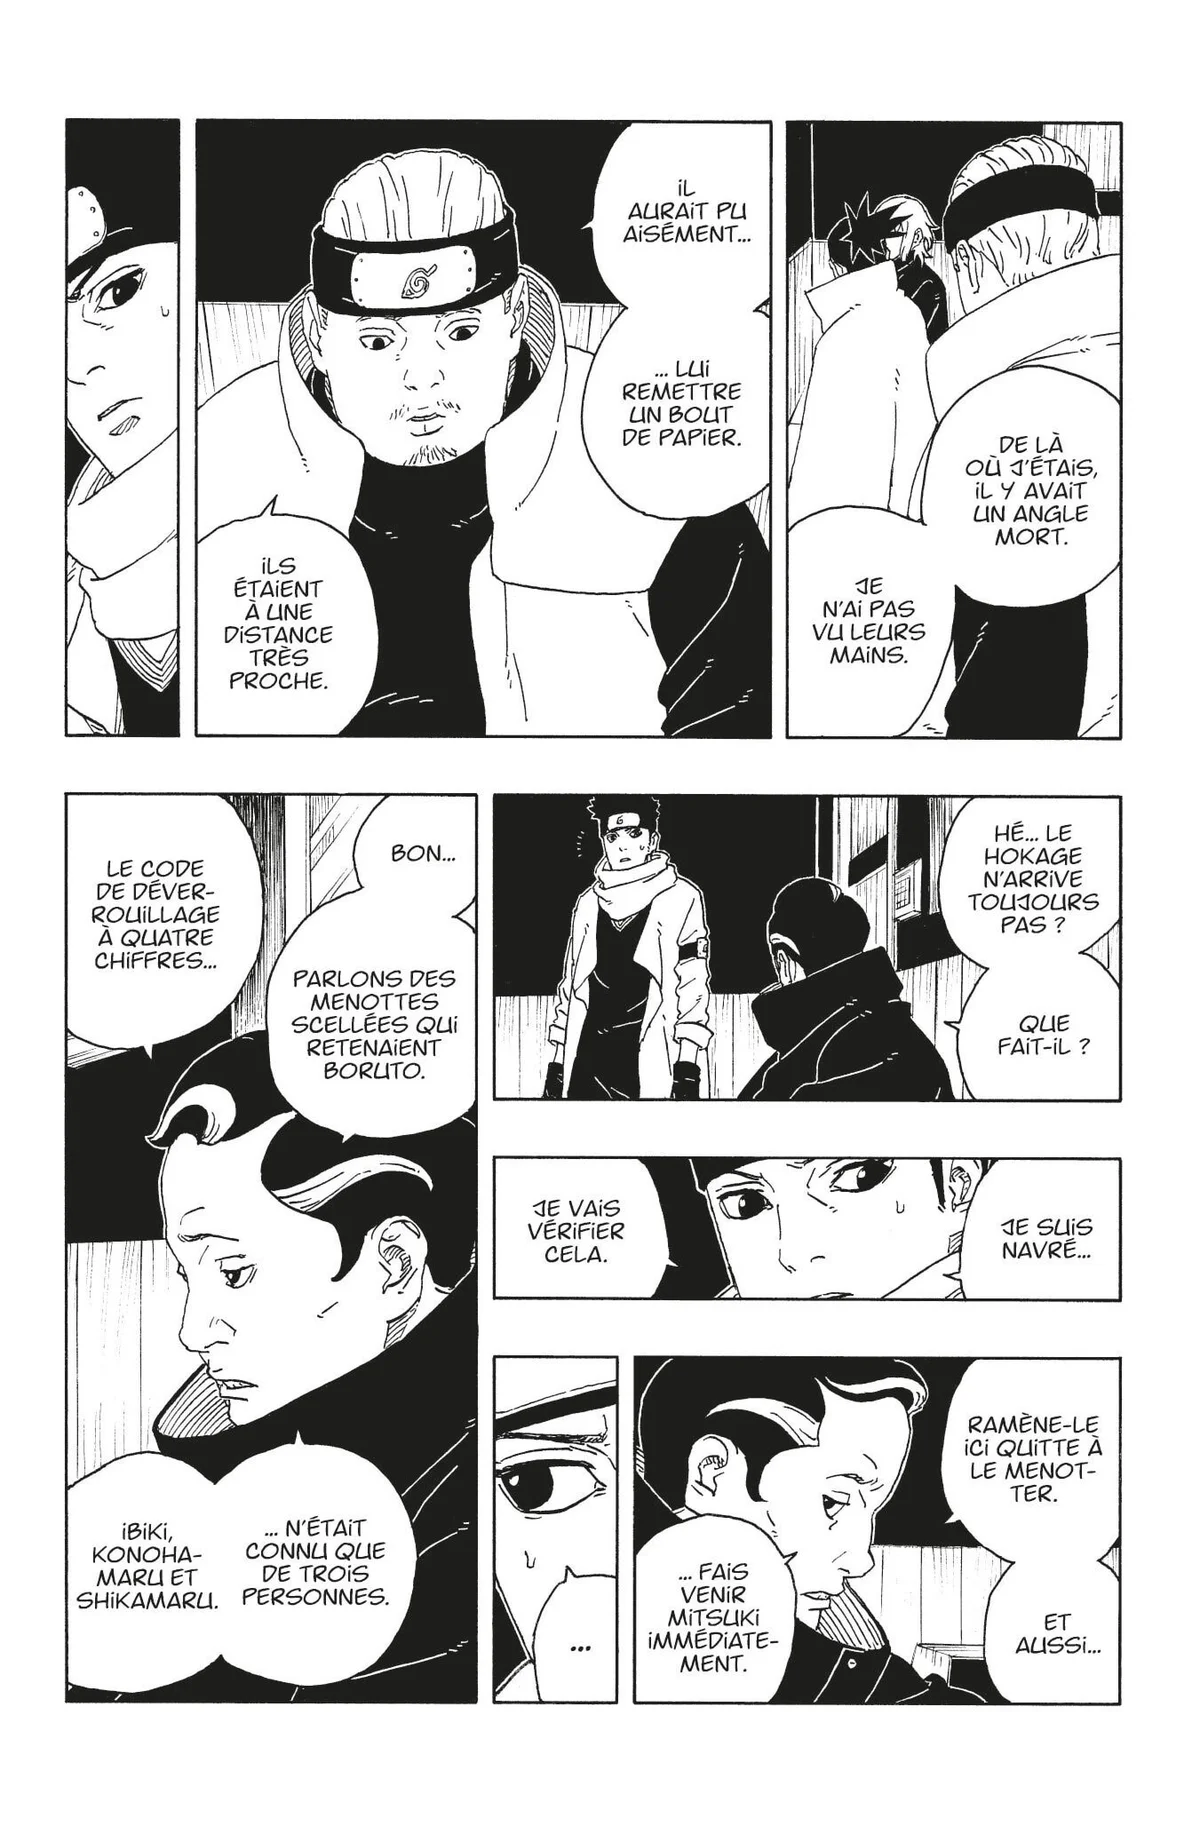 DE LÀ
OÙ J'ÉTAIS,
IL Y AVAIT
UN ANGLE
MORT.
JE
N'AI PAS
VU LEURS
MAINS.
IL
AURAIT PU
AISÉMENT...
... LUI
REMETTRE
UN BOUT
DE PAPIER.
ILS
ÉTAIENT
À UNE
DISTANCE
TRÈS
PROCHE.
HÉ... LE
HOKAGE
N'ARRIVE
TOUJOURS
PAS ?
QUE
FAIT-IL ?
JE SUIS
NAVRÉ...
JE VAIS
VÉRIFIER
CELA.
RAMÈNE-LE
ICI QUITTE À
LE MENOT-
TER.
ET
AUSSI...
... FAIS
VENIR
MITSUKI
IMMÉDIATE-
MENT.
...
BON...
PARLONS DES
MENOTTES
SCELLÉES QUI
RETENAIENT
BORUTO.
LE CODE
DE DÉVER-
ROUILLAGE
À QUATRE
CHIFFRES...
... N'ÉTAIT
CONNU QUE
DE TROIS
PERSONNES.
IBIKI,
KONOHA-
MARU ET
SHIKAMARU.